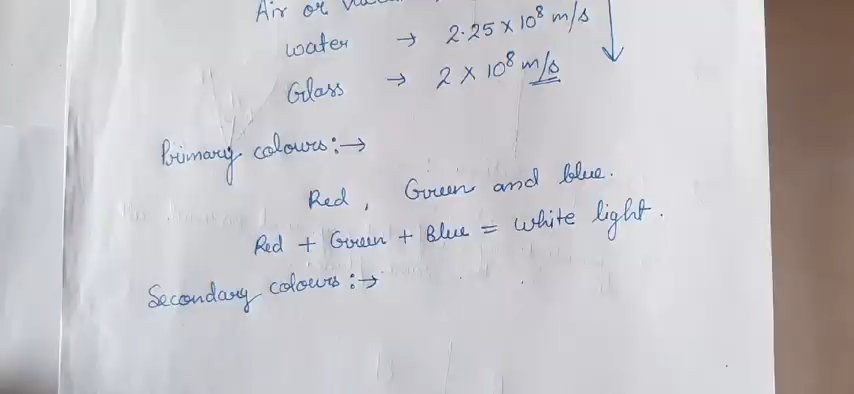 Air or
water → 2.25 × 10⁸ m/s
Glass → 2 × 10⁸ m/s
Primary colours :→
Red, Green and blue.
Red + Green + Blue = white light.
Secondary colours :→